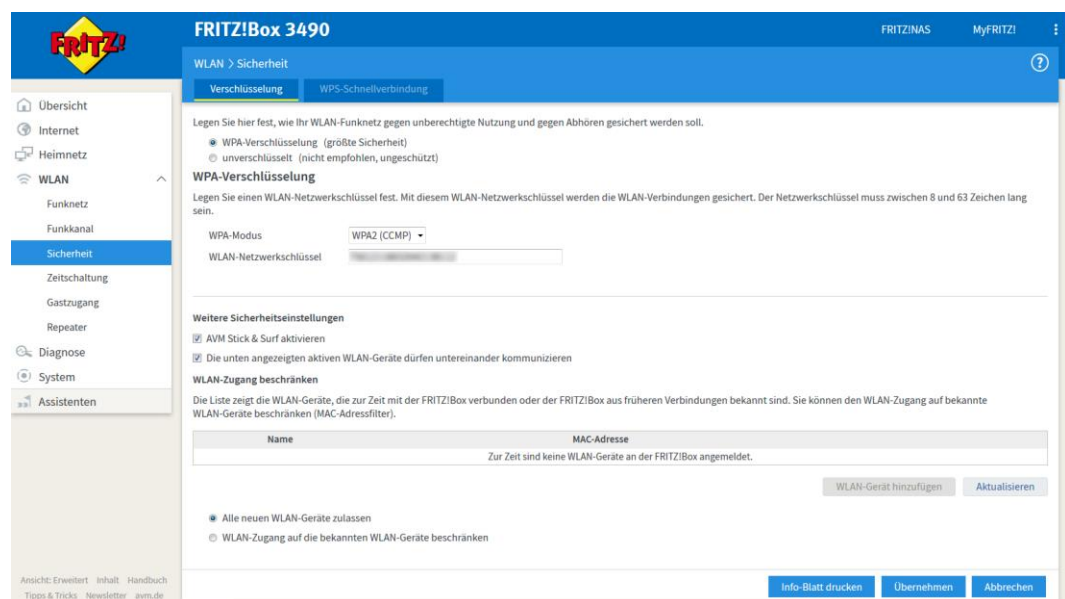 FRITZ!
FRITZ!Box 3490
FRITZ!NAS
MyFRITZ!
WLAN > Sicherheit
?
Verschlüsselung
WPS-Schnellverbindung
Übersicht
Internet
Heimnetz
WLAN
Funknetz
Funkkanal
Sicherheit
Zeitschaltung
Gastzugang
Repeater
Diagnose
System
Assistenten
Ansicht: Erweitert Inhalt Handbuch
Tipps & Tricks Newsletter avm.de
Legen Sie hier fest, wie Ihr WLAN-Funknetz gegen unberechtigte Nutzung und gegen Abhören gesichert werden soll.
WPA-Verschlüsselung (größte Sicherheit)
unverschlüsselt (nicht empfohlen, ungeschützt)
WPA-Verschlüsselung
Legen Sie einen WLAN-Netzwerkschlüssel fest. Mit diesem WLAN-Netzwerkschlüssel werden die WLAN-Verbindungen gesichert. Der Netzwerkschlüssel muss zwischen 8 und 63 Zeichen lang
sein.
WPA-Modus WPA2 (CCMP)
WLAN-Netzwerkschlüssel
Weitere Sicherheitseinstellungen
AVM Stick & Surf aktivieren
Die unten angezeigten aktiven WLAN-Geräte dürfen untereinander kommunizieren
WLAN-Zugang beschränken
Die Liste zeigt die WLAN-Geräte, die zur Zeit mit der FRITZ!Box verbunden oder der FRITZ!Box aus früheren Verbindungen bekannt sind. Sie können den WLAN-Zugang auf bekannte
WLAN-Geräte beschränken (MAC-Adressfilter).
Name MAC-Adresse
Zur Zeit sind keine WLAN-Geräte an der FRITZ!Box angemeldet.
WLAN-Gerät hinzufügen Aktualisieren
Alle neuen WLAN-Geräte zulassen
WLAN-Zugang auf die bekannten WLAN-Geräte beschränken
Info-Blatt drucken Übernehmen Abbrechen